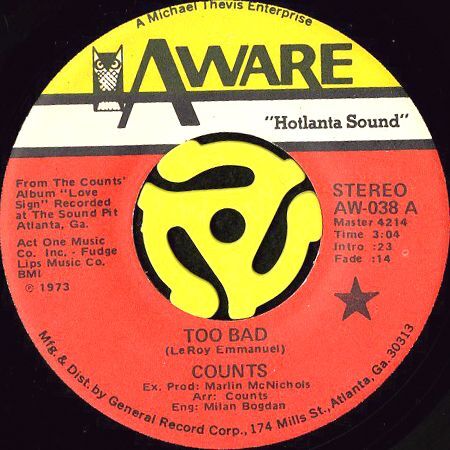 A Michael Thevis Enterprise
AWARE
"Hotlanta Sound"
From The Counts'
Album "Love
Sign" Recorded
at The Sound Pit
Atlanta, Ga.
Act One Music
Co. Inc. - Fudge
Lips Music Co.
BMI
℗ 1973
STEREO
AW-038 A
Master 4214
Time 3:04
Intro :23
Fade :14
TOO BAD
(LeRoy Emmanuel)
COUNTS
Ex. Prod: Marlin McNichols
Arr: Counts
Eng: Milan Bogdan
Mfg. & Dist. by General Record Corp., 174 Mills St., Atlanta, Ga. 30313